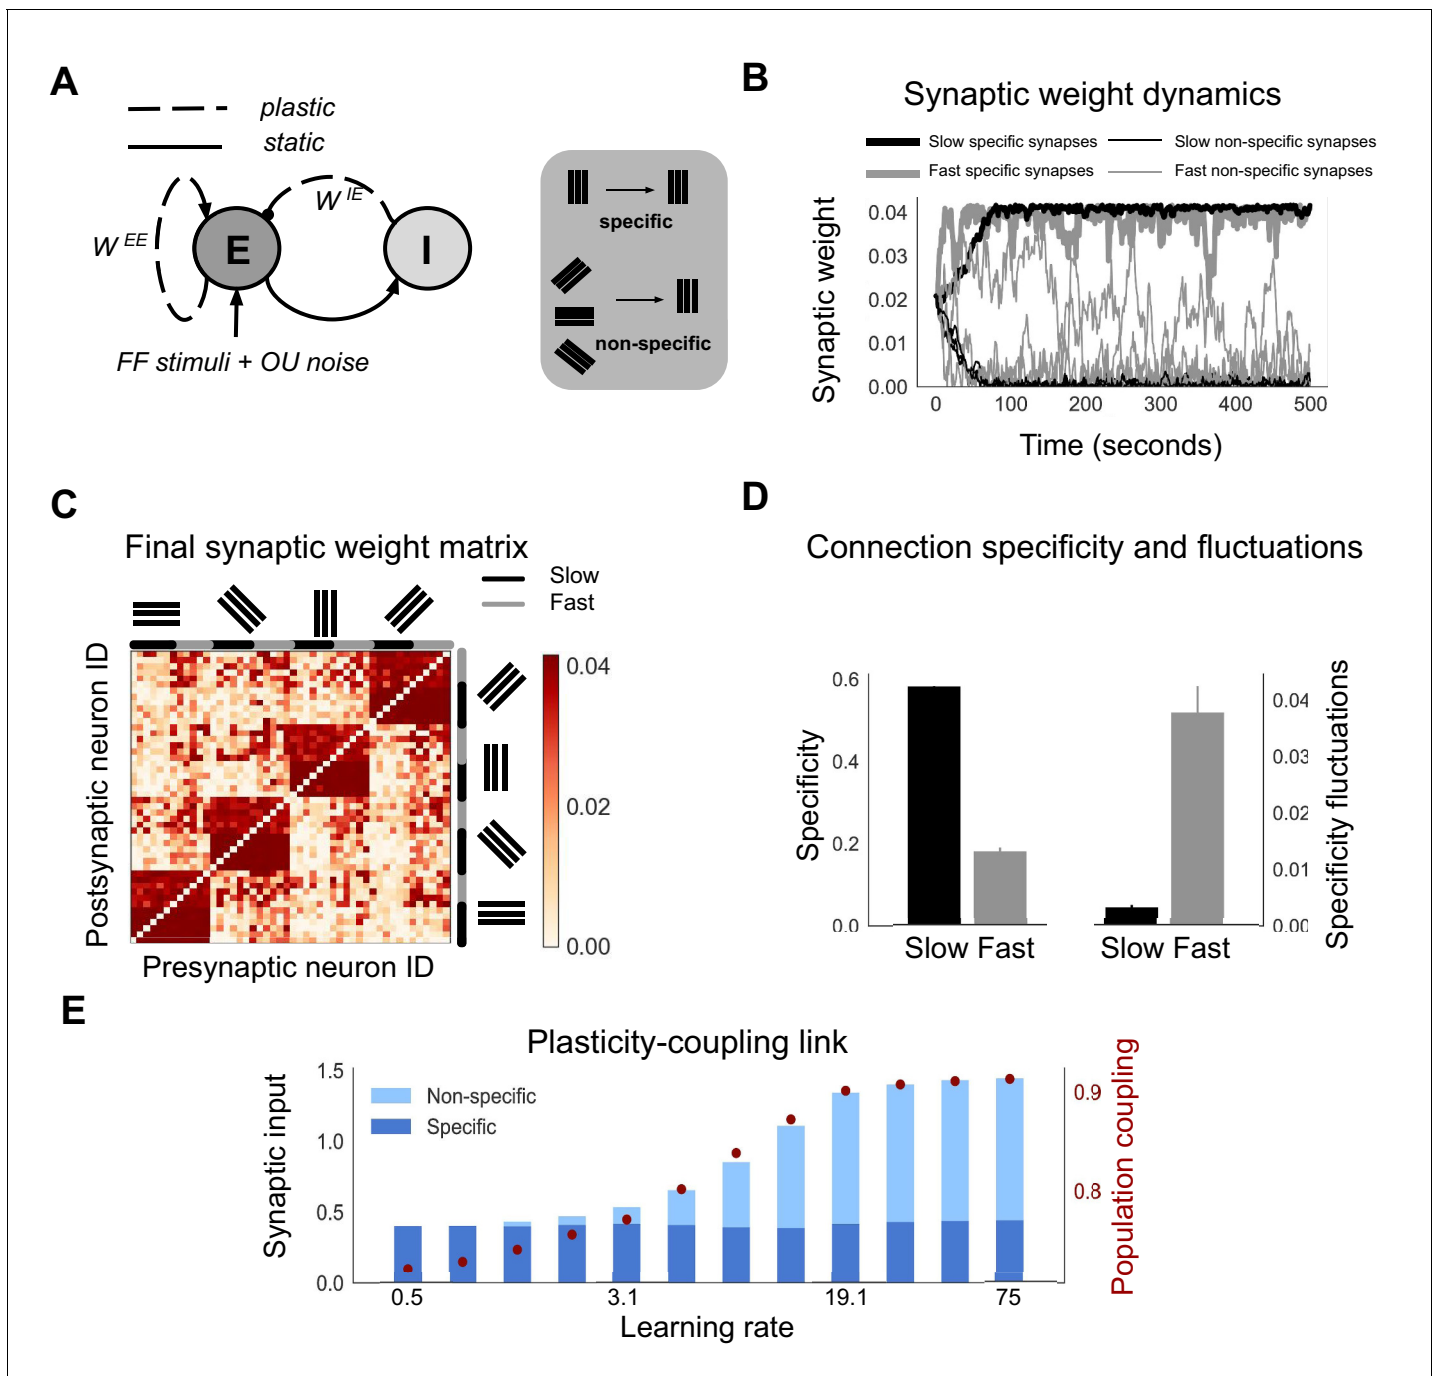 A
plastic
static
W EE
W IE
E
I
FF stimuli + OU noise
specific
non-specific
B
Synaptic weight dynamics
Slow specific synapses
Slow non-specific synapses
Fast specific synapses
Fast non-specific synapses
Synaptic weight
0.04
0.03
0.02
0.01
0.00
0 100 200 300 400 500
Time (seconds)
C
Final synaptic weight matrix
Slow
Fast
Postsynaptic neuron ID
Presynaptic neuron ID
0.04
0.02
0.00
D
Connection specificity and fluctuations
Specificity
0.6
0.4
0.2
0.0
Slow Fast
Slow Fast
0.04
0.03
0.02
0.01
0.00
Specificity fluctuations
E
Plasticity-coupling link
Synaptic input
1.5
1.0
0.5
0.0
Non-specific
Specific
0.5 3.1 19.1 75
Learning rate
0.9
0.8
Population coupling